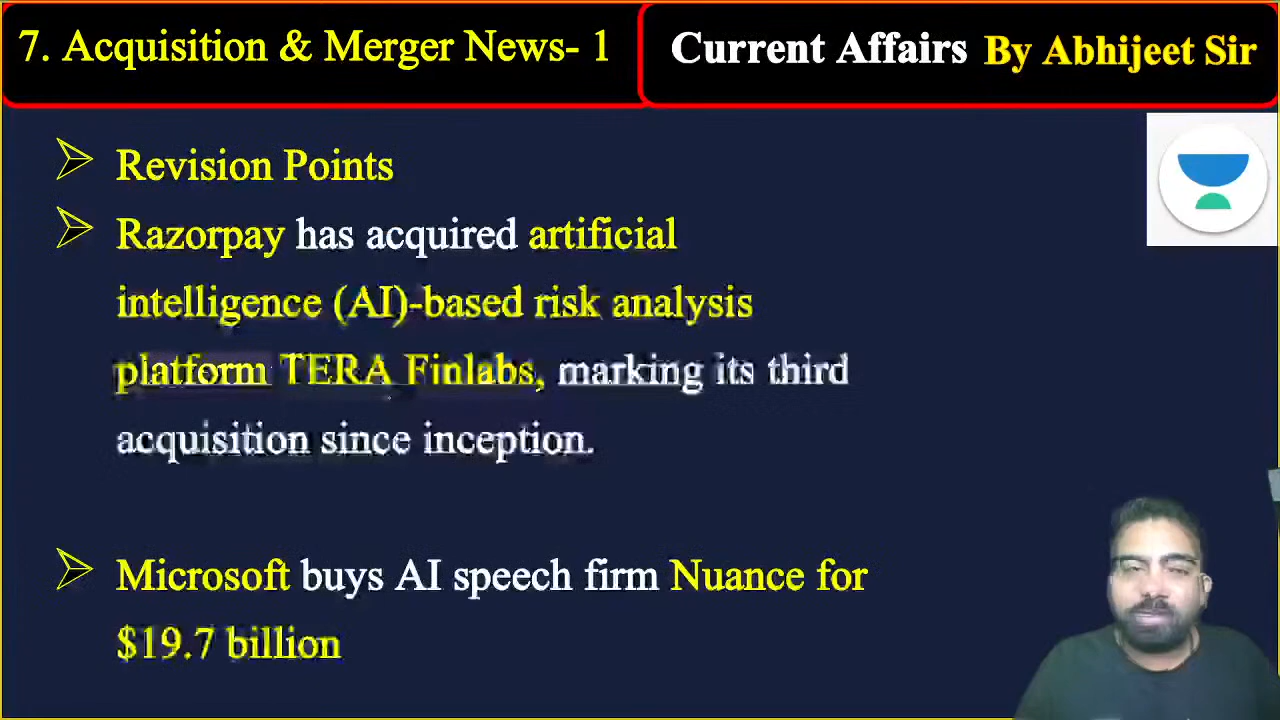 7. Acquisition & Merger News- 1
Current Affairs By Abhijeet Sir
Revision Points
Razorpay has acquired artificial
intelligence (AI)-based risk analysis
platform TERA Finlabs, marking its third
acquisition since inception.
Microsoft buys AI speech firm Nuance for
$19.7 billion